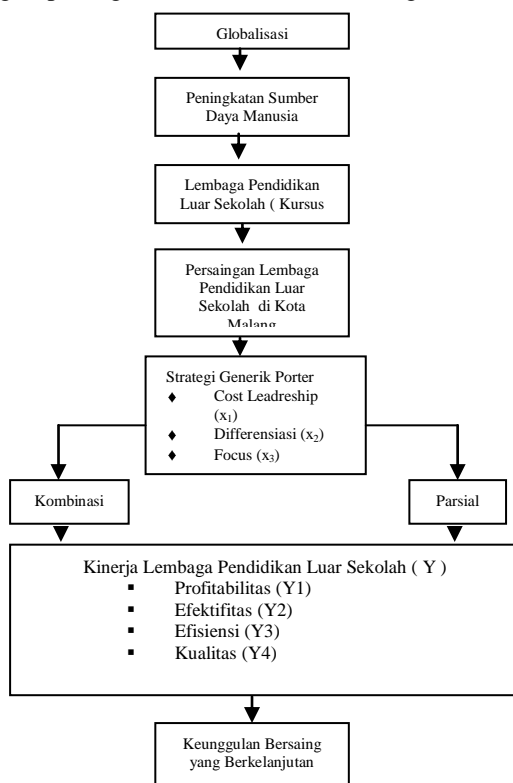 Globalisasi
Peningkatan Sumber
Daya Manusia
Lembaga Pendidikan
Luar Sekolah ( Kursus
Persaingan Lembaga
Pendidikan Luar
Sekolah di Kota
Malang
Strategi Generik Porter
♦ Cost Leadreship
(x₁)
♦ Differensiasi (x₂)
♦ Focus (x₃)
Kombinasi
Parsial
Kinerja Lembaga Pendidikan Luar Sekolah ( Y )
▪ Profitabilitas (Y1)
▪ Efektifitas (Y2)
▪ Efisiensi (Y3)
▪ Kualitas (Y4)
Keunggulan Bersaing
yang Berkelanjutan